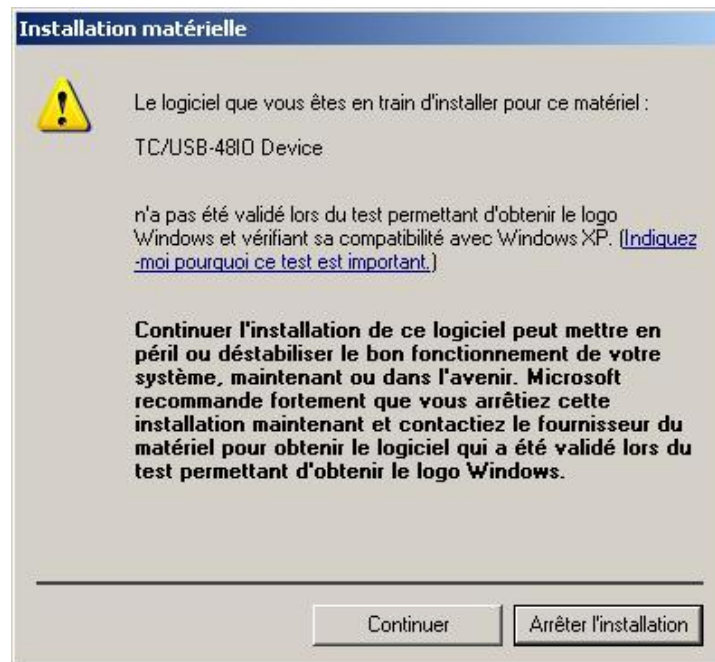 Installation matérielle
Le logiciel que vous êtes en train d'installer pour ce matériel :
TC/USB-48IO Device
n'a pas été validé lors du test permettant d'obtenir le logo
Windows et vérifiant sa compatibilité avec Windows XP. (Indiquez
-moi pourquoi ce test est important.)
Continuer l'installation de ce logiciel peut mettre en
péril ou déstabiliser le bon fonctionnement de votre
système, maintenant ou dans l'avenir. Microsoft
recommande fortement que vous arrêtiez cette
installation maintenant et contactiez le fournisseur du
matériel pour obtenir le logiciel qui a été validé lors du
test permettant d'obtenir le logo Windows.
Continuer
Arrêter l'installation